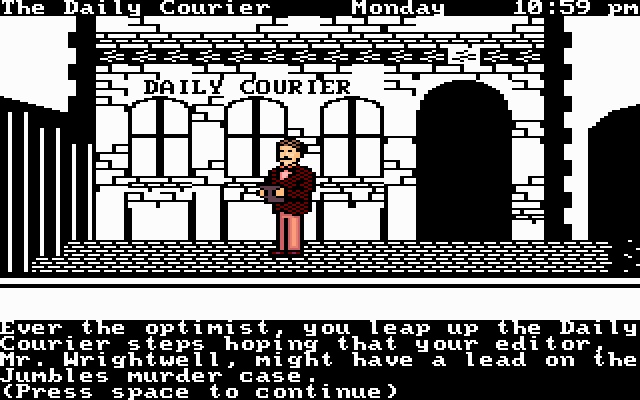 The Daily Courier Monday 10:59 pm
DAILY COURIER
Ever the optimist, you leap up the Daily
Courier steps hoping that your editor,
Mr. Wrightwell, might have a lead on the
Jumbles murder case.
(Press space to continue)